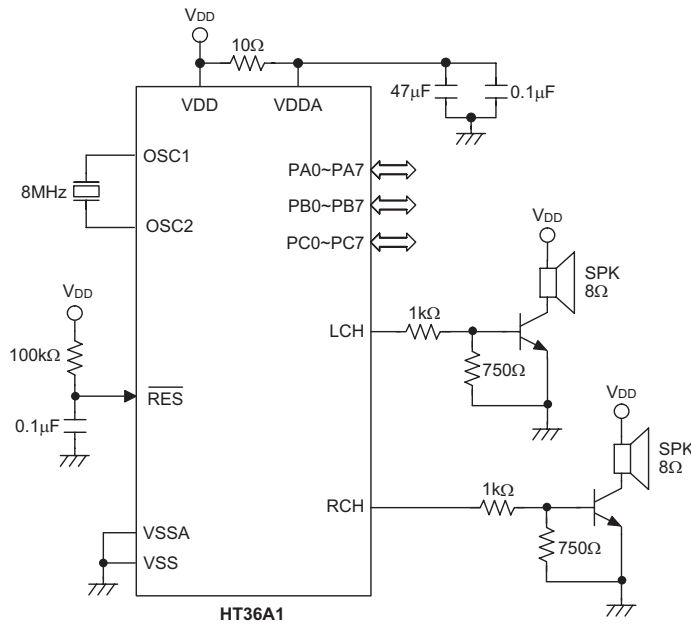 VDD
10Ω
VDD
VDDA
47μF
0.1μF
OSC1
8MHz
OSC2
PA0~PA7
PB0~PB7
PC0~PC7
VDD
SPK
8Ω
VDD
100kΩ
RES
0.1μF
LCH
1kΩ
750Ω
VDD
SPK
8Ω
RCH
1kΩ
750Ω
VSSA
VSS
HT36A1